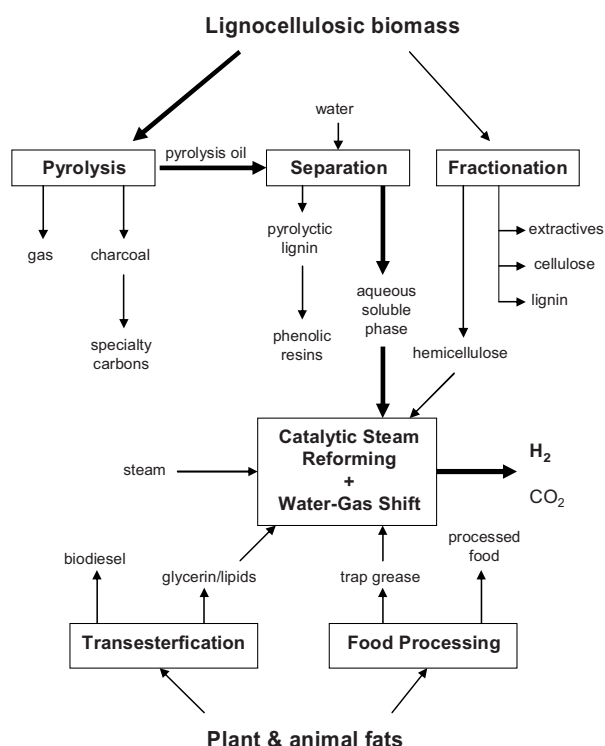 Lignocellulosic biomass
water
Pyrolysis
pyrolysis oil
Separation
Fractionation
gas
charcoal
pyrolyctic
lignin
extractives
cellulose
lignin
aqueous
soluble
phase
specialty
carbons
phenolic
resins
hemicellulose
Catalytic Steam
Reforming
+
Water-Gas Shift
steam
H2
CO2
biodiesel
glycerin/lipids
trap grease
processed
food
Transesterfication
Food Processing
Plant & animal fats